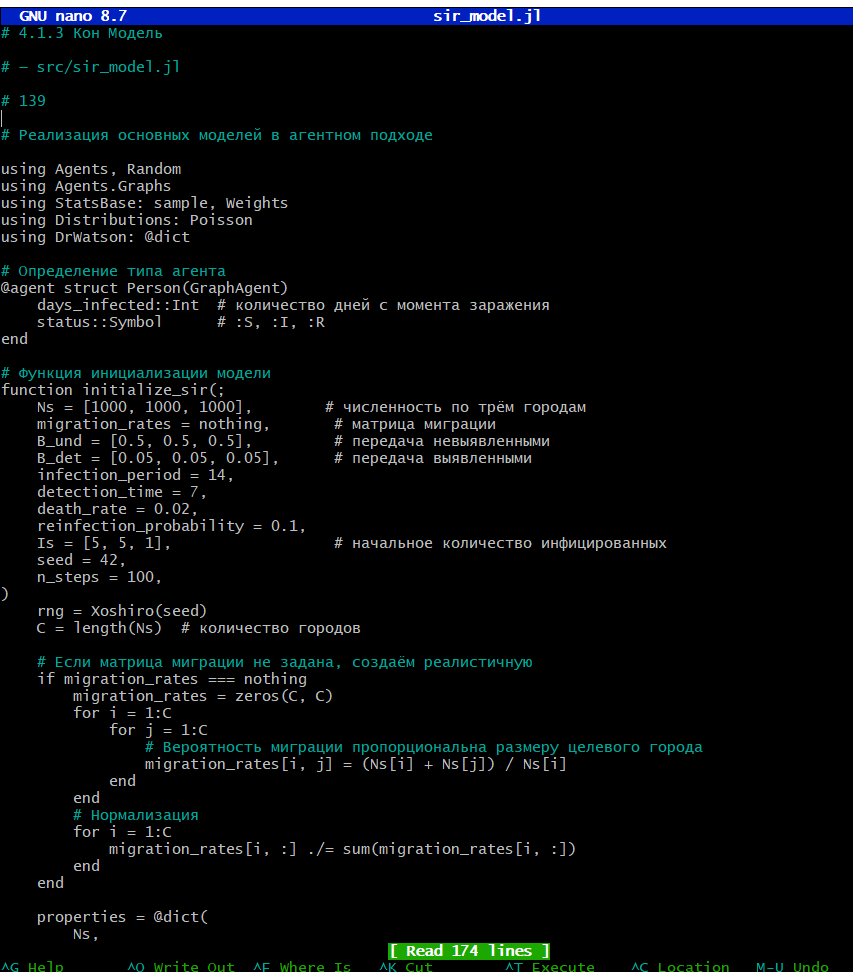 GNU nano 8.7 sir_model.jl
# 4.1.3 Кон Модель
# – src/sir_model.jl
# 139
# Реализация основных моделей в агентном подходе
using Agents, Random
using Agents.Graphs
using StatsBase: sample, Weights
using Distributions: Poisson
using DrWatson: @dict
# Определение типа агента
@agent struct Person(GraphAgent)
    days_infected::Int  # количество дней с момента заражения
    status::Symbol      # :S, :I, :R
end
# Функция инициализации модели
function initialize_sir(;
    Ns = [1000, 1000, 1000],        # численность по трём городам
    migration_rates = nothing,       # матрица миграции
    B_und = [0.5, 0.5, 0.5],         # передача невыявленными
    B_det = [0.05, 0.05, 0.05],      # передача выявленными
    infection_period = 14,
    detection_time = 7,
    death_rate = 0.02,
    reinfection_probability = 0.1,
    Is = [5, 5, 1],                  # начальное количество инфицированных
    seed = 42,
    n_steps = 100,
)
    rng = Xoshiro(seed)
    C = length(Ns)  # количество городов
    # Если матрица миграции не задана, создаём реалистичную
    if migration_rates === nothing
        migration_rates = zeros(C, C)
        for i = 1:C
            for j = 1:C
                # Вероятность миграции пропорциональна размеру целевого города
                migration_rates[i, j] = (Ns[i] + Ns[j]) / Ns[i]
            end
        end
        # Нормализация
        for i = 1:C
            migration_rates[i, :] ./= sum(migration_rates[i, :])
        end
    end
    properties = @dict(
        Ns,
[ Read 174 lines ]
^G Help ^O Write Out ^F Where Is ^K Cut ^T Execute ^C Location M-U Undo